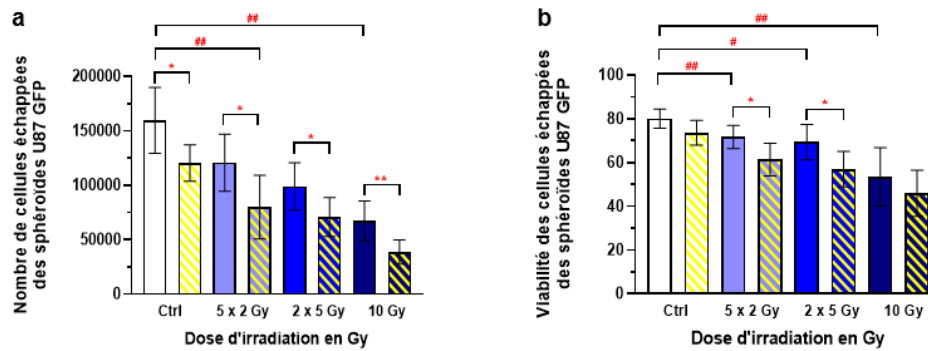 a
##
##
*
*
*
**
Nombre de cellules échappées
des sphéroïdes U87 GFP
200000
150000
100000
50000
0
Ctrl
5 x 2 Gy
2 x 5 Gy
10 Gy
Dose d'irradiation en Gy
b
##
#
##
*
*
Viabilité des cellules échappées
des sphéroïdes U87 GFP
100
80
60
40
20
0
Ctrl
5 x 2 Gy
2 x 5 Gy
10 Gy
Dose d'irradiation en Gy